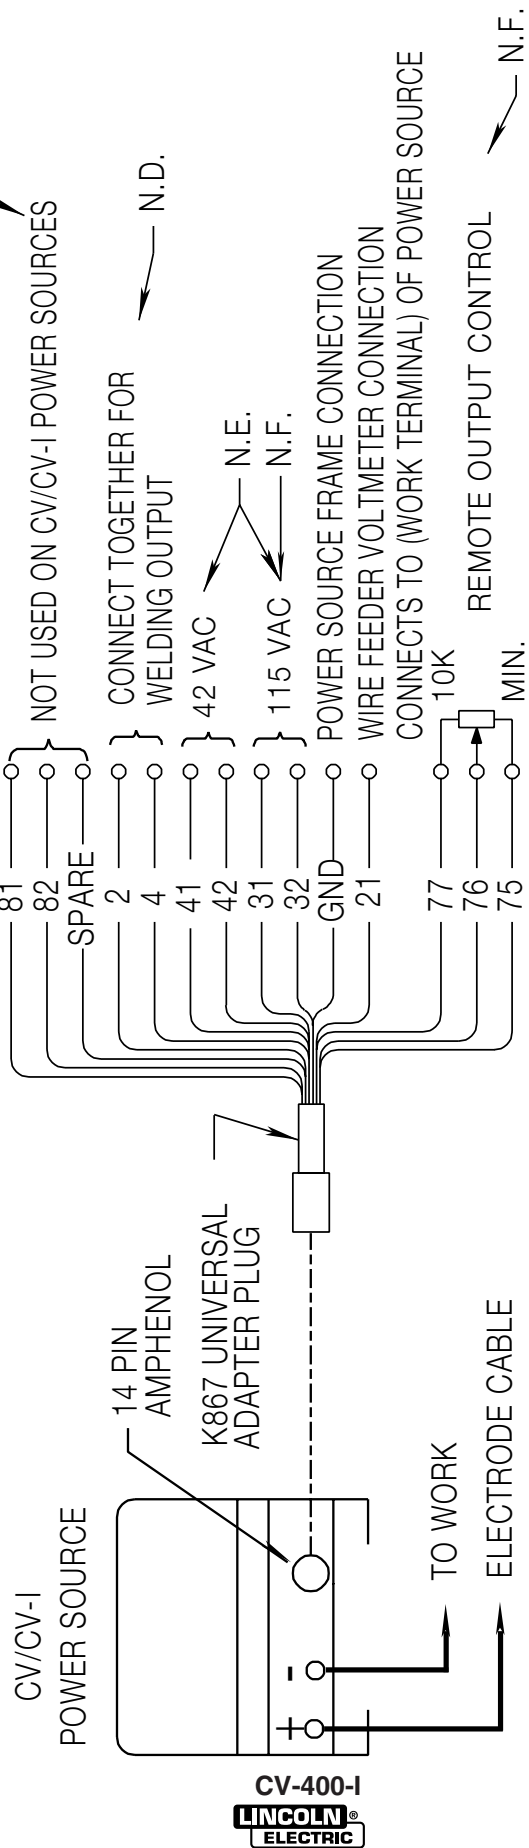 81
82
SPARE
2
4
41
42
31
32
GND
21
77
76
75
NOT USED ON CV/CV-I POWER SOURCES
CONNECT TOGETHER FOR
WELDING OUTPUT
N.D.
42 VAC
N.E.
115 VAC
N.F.
POWER SOURCE FRAME CONNECTION
WIRE FEEDER VOLTMETER CONNECTION
CONNECTS TO (WORK TERMINAL) OF POWER SOURCE
10K
REMOTE OUTPUT CONTROL
MIN.
N.F.
CV/CV-I
POWER SOURCE
14 PIN
AMPHENOL
K867 UNIVERSAL
ADAPTER PLUG
+
-
TO WORK
ELECTRODE CABLE
CV-400-I
LINCOLN ®
ELECTRIC